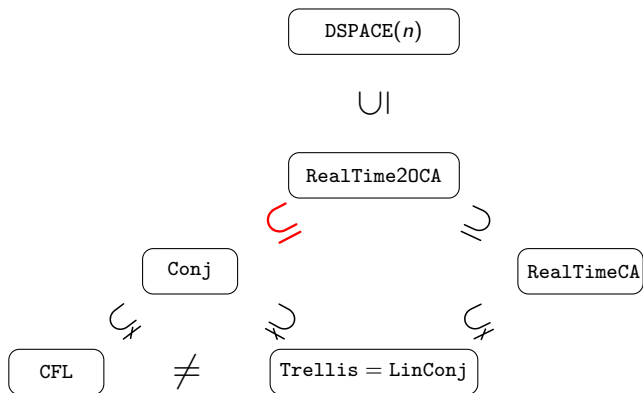 DSPACE(n)
∪|
RealTime2OCA
⊆
⊇
Conj
RealTimeCA
⊊
⊋
⊊
CFL
≠
Trellis = LinConj